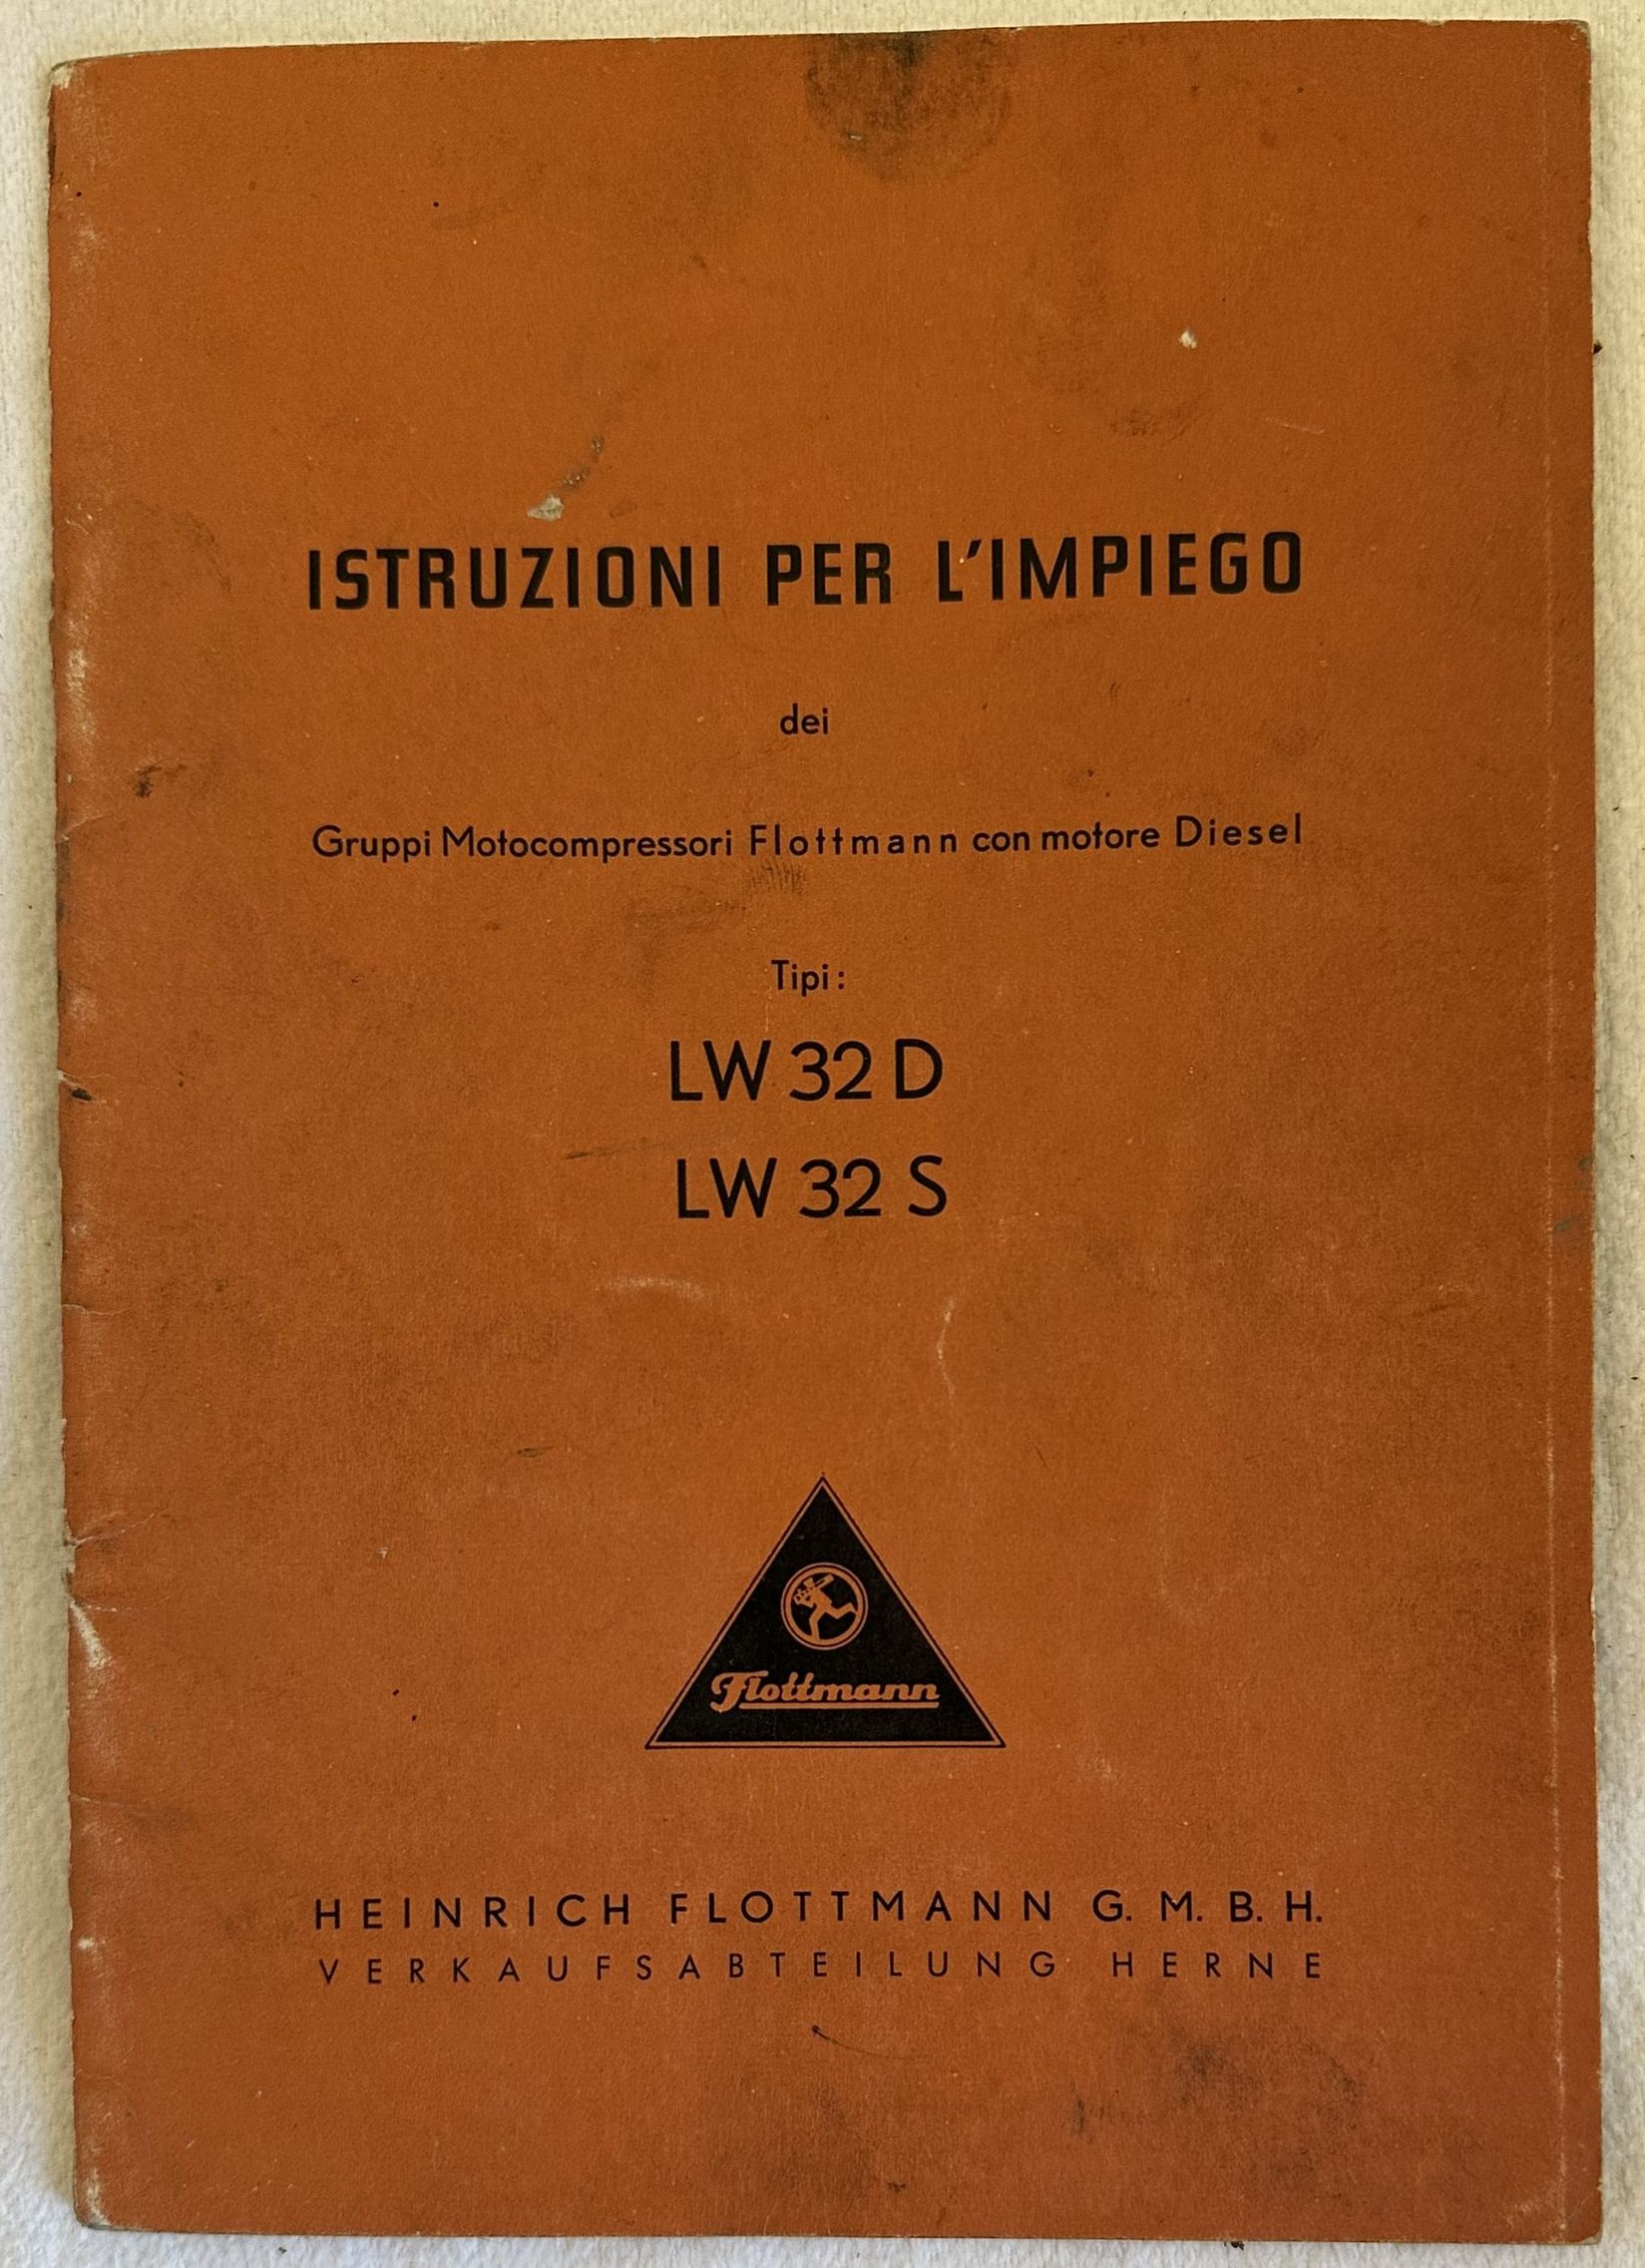 ISTRUZIONI PER L'IMPIEGO
dei
Gruppi Motocompressori Flottmann con motore Diesel
Tipi:
LW 32 D
LW 32 S
Flottmann
HEINRICH FLOTTMANN G. M. B. H.
VERKAUFSABTEILUNG HERNE